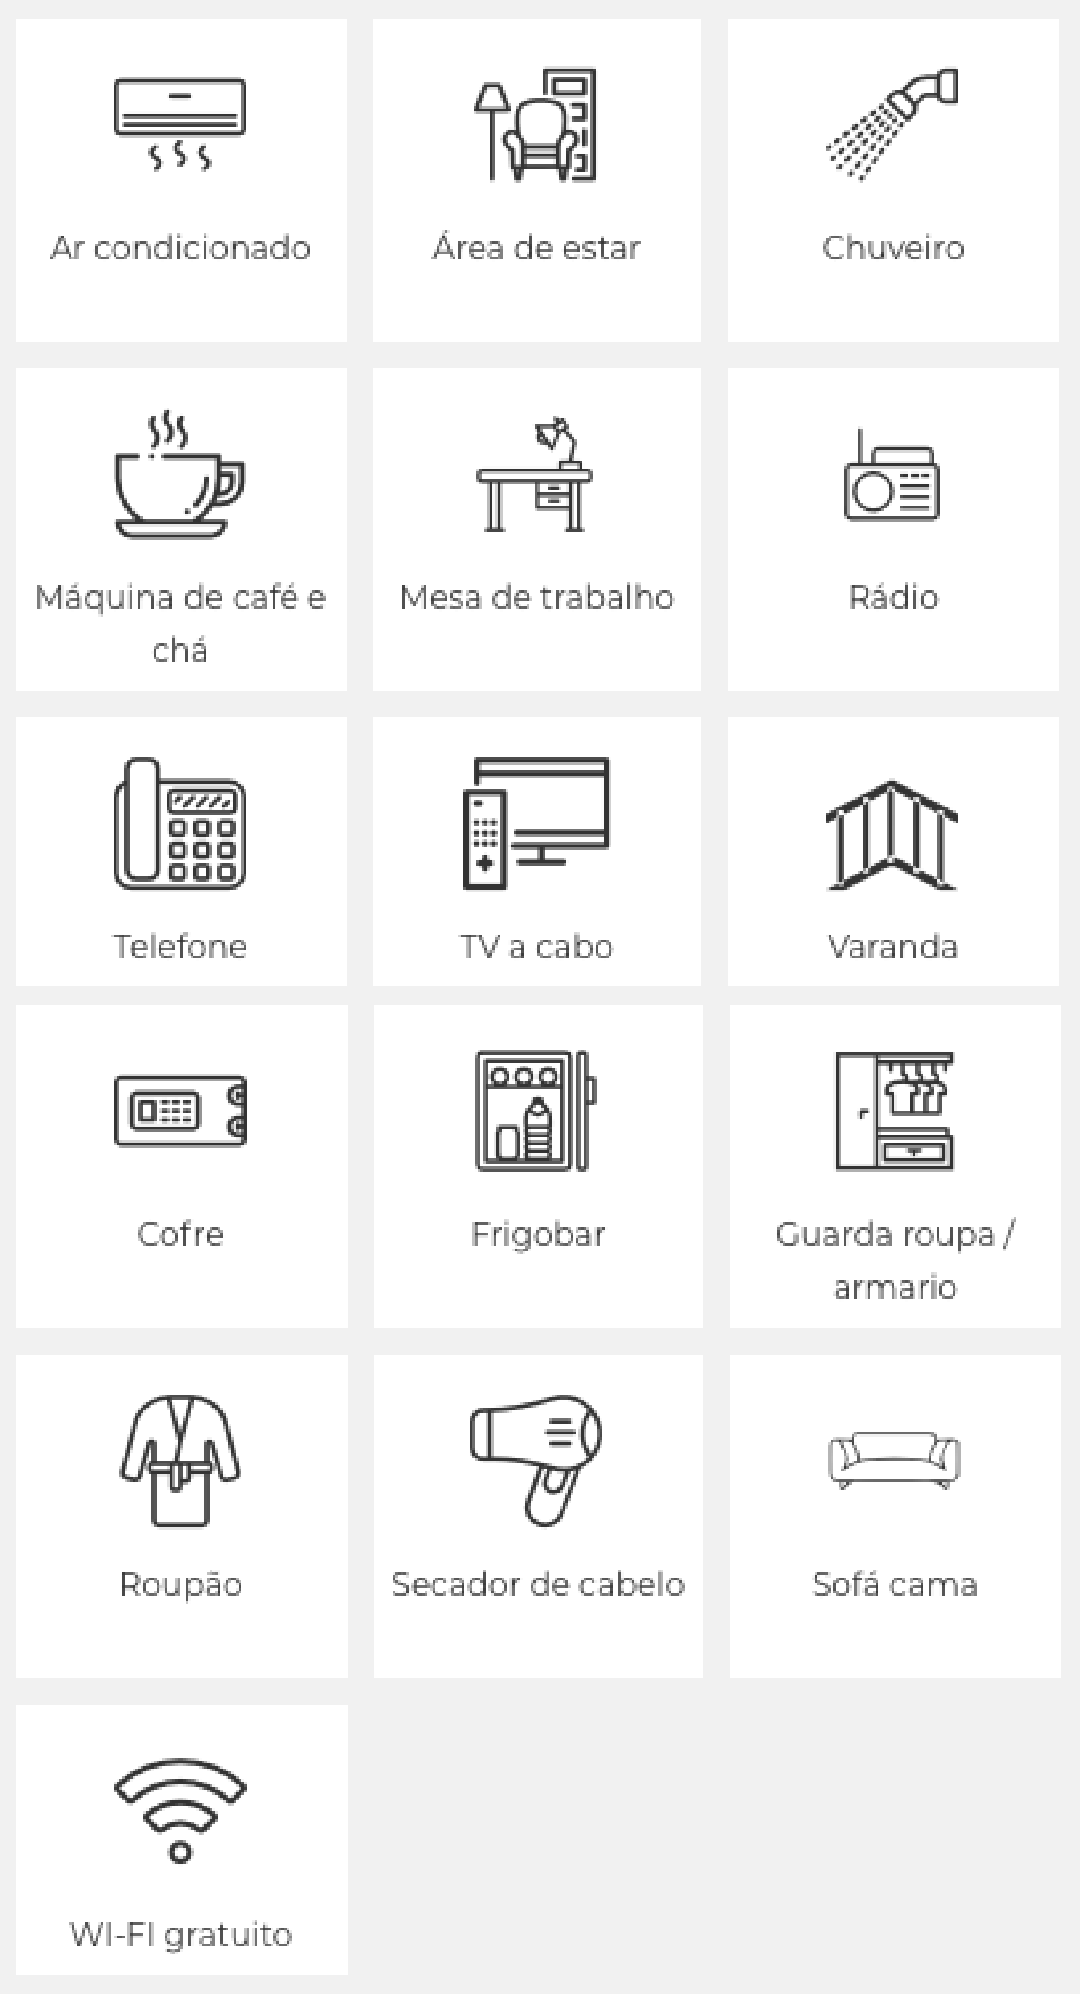 Ar condicionado
Área de estar
Chuveiro
Máquina de café e
chá
Mesa de trabalho
Rádio
Telefone
TV a cabo
Varanda
Cofre
Frigobar
Guarda roupa /
armario
Roupão
Secador de cabelo
Sofá cama
WI-FI gratuito